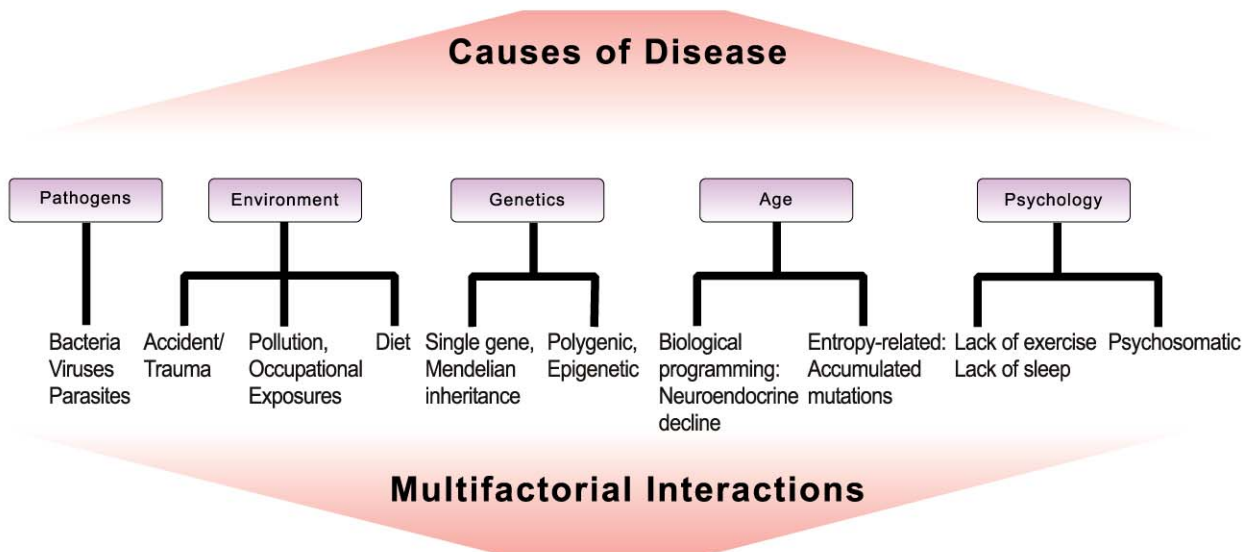 Causes of Disease
Pathogens
Environment
Genetics
Age
Psychology
Bacteria
Viruses
Parasites
Accident/
Trauma
Pollution,
Occupational
Exposures
Diet
Single gene,
Mendelian
inheritance
Polygenic,
Epigenetic
Biological
programming:
Neuroendocrine
decline
Entropy-related:
Accumulated
mutations
Lack of exercise
Lack of sleep
Psychosomatic
Multifactorial Interactions